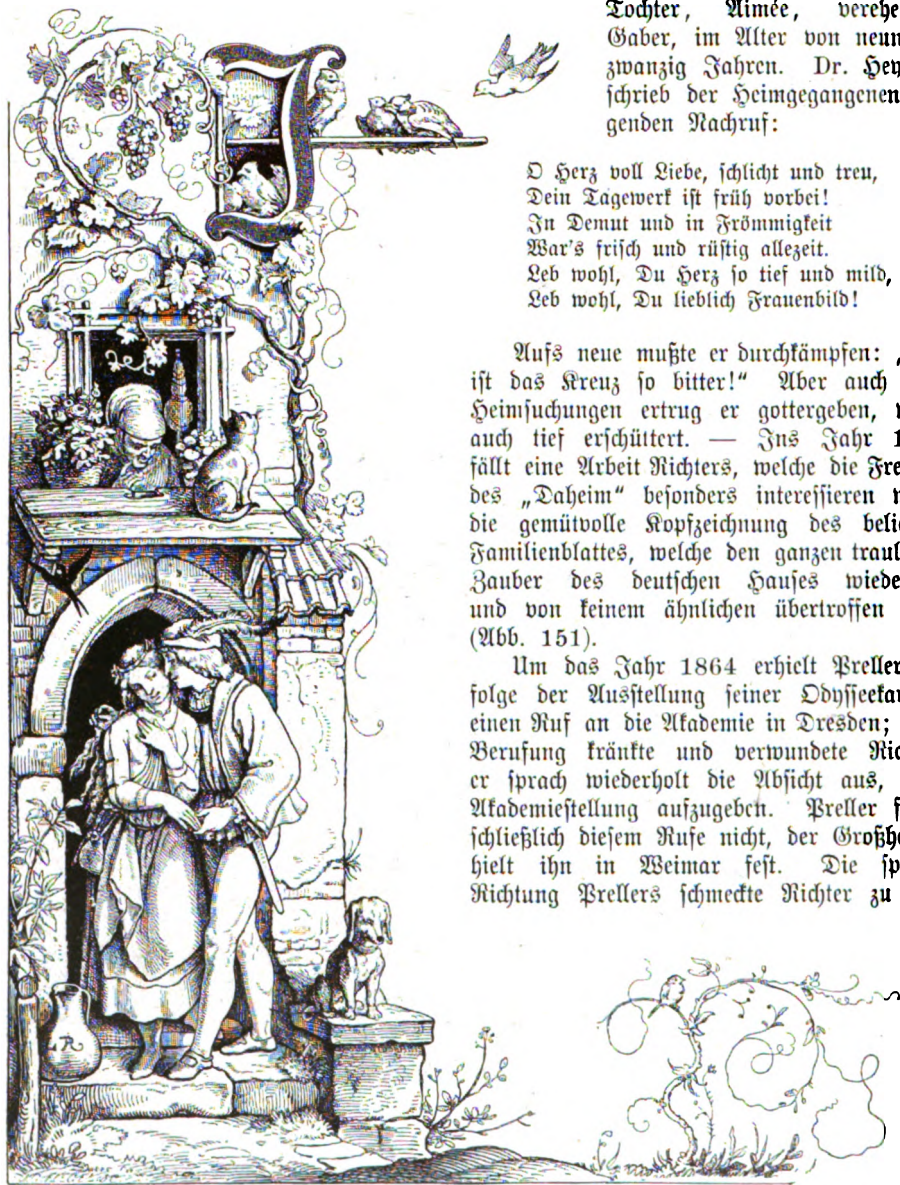 Tochter, Aimée, verehe
Gaber, im Alter von neun
zwanzig Jahren. Dr. Hey
schrieb der Heimgegangenen
genden Nachruf:
O Herz voll Liebe, schlicht und treu,
Dein Tagewerk ist früh vorbei!
In Demut und in Frömmigkeit
War's frisch und rüstig allezeit.
Leb wohl, Du Herz so tief und mild,
Leb wohl, Du lieblich Frauenbild!
Aufs neue mußte er durchkämpfen: „
ist das Kreuz so bitter!“ Aber auch
Heimsuchungen ertrug er gottergeben,
auch tief erschüttert. — Ins Jahr 1
fällt eine Arbeit Richters, welche die Fre
des „Daheim“ besonders interessieren
die gemütvolle Kopfzeichnung des belie
Familienblattes, welche den ganzen traul
Zauber des deutschen Hauses wiede
und von keinem ähnlichen übertroffen
(Abb. 151).
Um das Jahr 1864 erhielt Preller
folge der Ausstellung seiner Odysseekar
einen Ruf an die Akademie in Dresden;
Berufung kränkte und verwundete Ric
er sprach wiederholt die Absicht aus,
Akademiestellung aufzugeben. Preller f
schließlich diesem Rufe nicht, der Großhe
hielt ihn in Weimar fest. Die sp
Richtung Prellers schmeckte Richter zu
J
LR